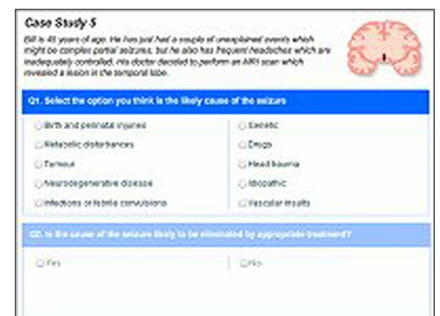 Case Study 5
Bill is 45 years of age. He has just had a couple of unexplained events which
might be complex partial seizures, but he also has frequent headaches which are
inadequately controlled. His doctor decided to perform an MRI scan which
revealed a lesion in the temporal lobe.
Q1. Select the option you think is the likely cause of the seizure
Birth and perinatal injuries
Genetic
Metabolic disturbances
Drugs
Tumour
Head trauma
Neurodegenerative disease
Idiopathic
Infections or febrile convulsions
Vascular insults
Q2. Is the cause of the seizure likely to be eliminated by appropriate treatment?
Yes
No